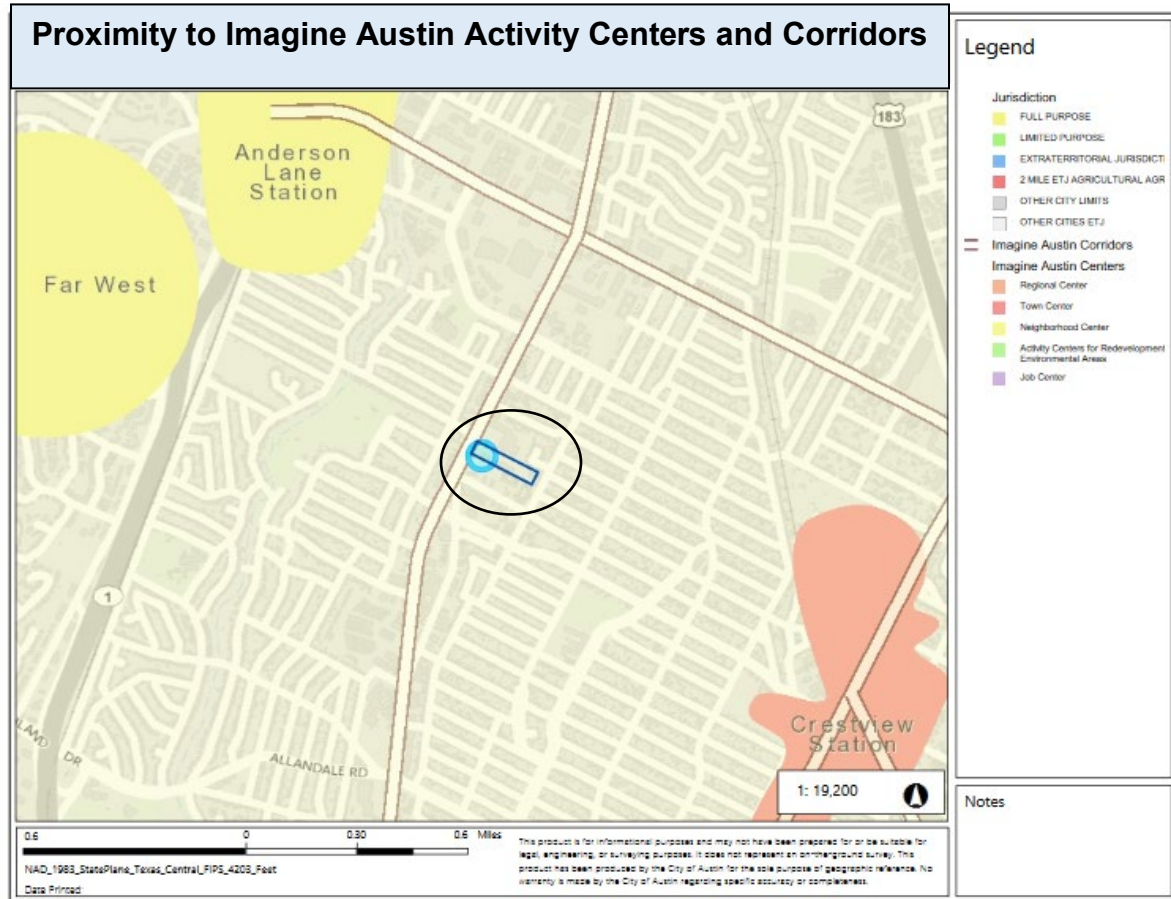 Proximity to Imagine Austin Activity Centers and Corridors
Anderson
Lane
Station
183
Far West
1
DR
ALLANDALE RD
Crestview
Station
1: 19,200
Legend
Jurisdiction
FULL PURPOSE
LIMITED PURPOSE
EXTRATERRITORIAL JURISDICTI
2 MILE ETJ AGRICULTURAL AGR
OTHER CITY LIMITS
OTHER CITIES ETJ
Imagine Austin Corridors
Imagine Austin Centers
Regional Center
Town Center
Neighborhood Center
Activity Centers for Redevelopment
Environmental Areas
Job Center
Notes
0.6 0 0.30 0.6 Miles
NAD_1983_StatePlane_Texas_Central_FIPS_4203_Feet
Date Printed:
This product is for informational purposes and may not have been prepared for or be suitable for
legal, engineering, or surveying purposes. It does not represent an on-the-ground survey. This
product has been produced by the City of Austin for the sole purpose of geographic reference. No
warranty is made by the City of Austin regarding specific accuracy or completeness.